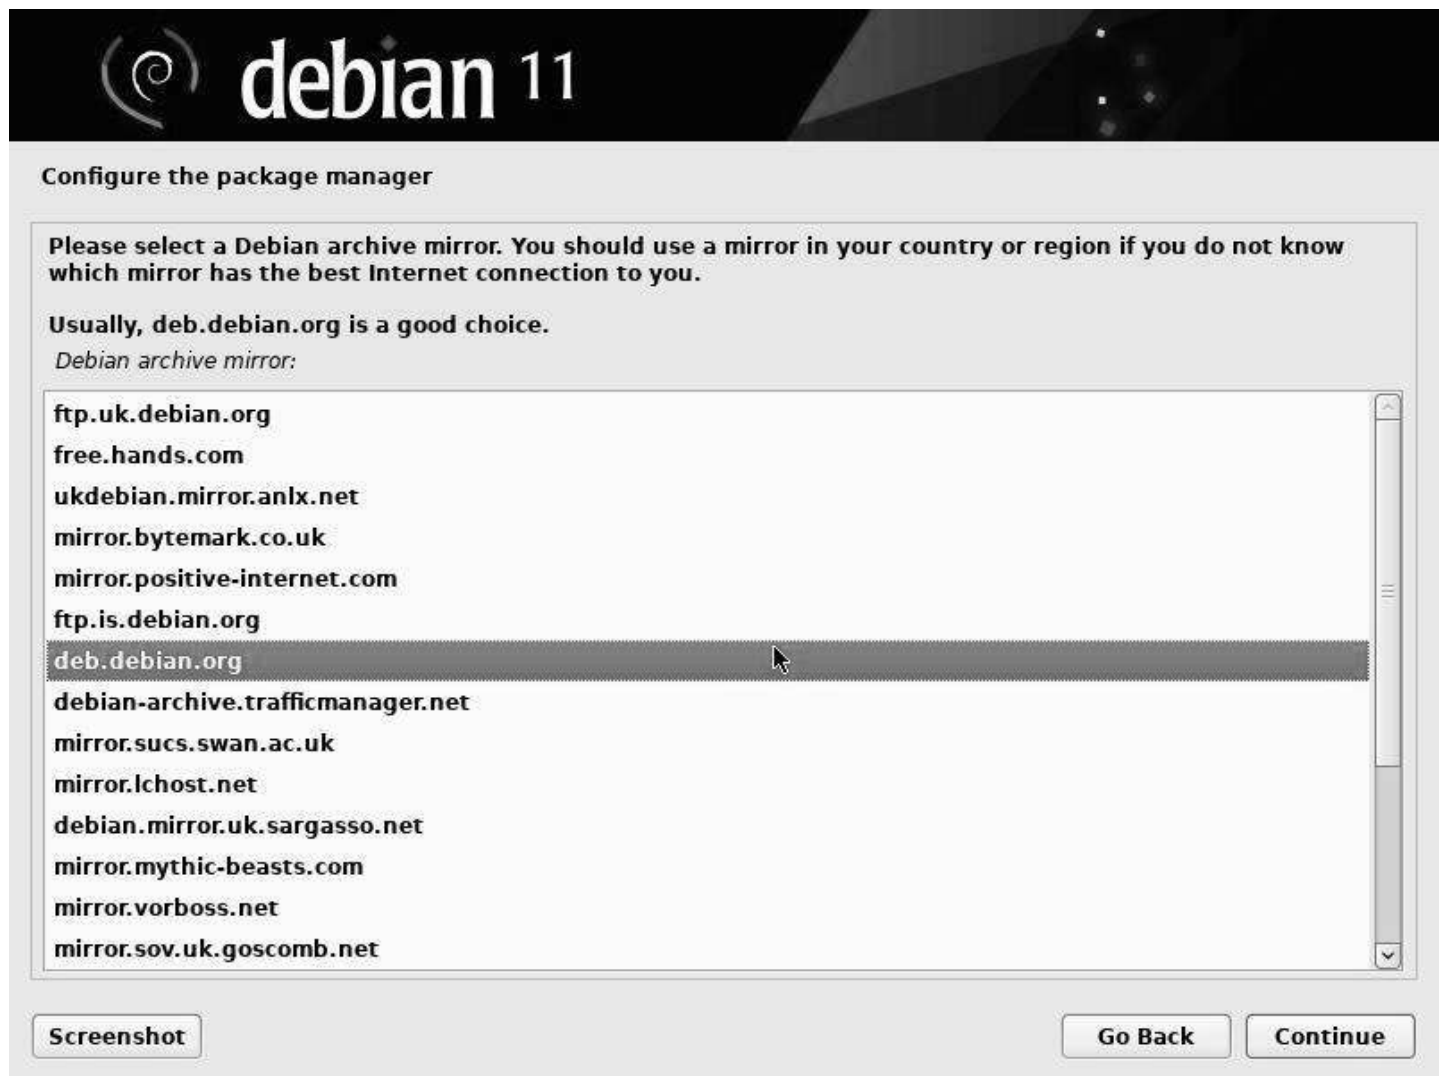 debian 11
Configure the package manager
Please select a Debian archive mirror. You should use a mirror in your country or region if you do not know
which mirror has the best Internet connection to you.
Usually, deb.debian.org is a good choice.
Debian archive mirror:
ftp.uk.debian.org
free.hands.com
ukdebian.mirror.anlx.net
mirror.bytemark.co.uk
mirror.positive-internet.com
ftp.is.debian.org
deb.debian.org
debian-archive.trafficmanager.net
mirror.sucs.swan.ac.uk
mirror.lchost.net
debian.mirror.uk.sargasso.net
mirror.mythic-beasts.com
mirror.vorboss.net
mirror.sov.uk.goscomb.net
Screenshot
Go Back
Continue